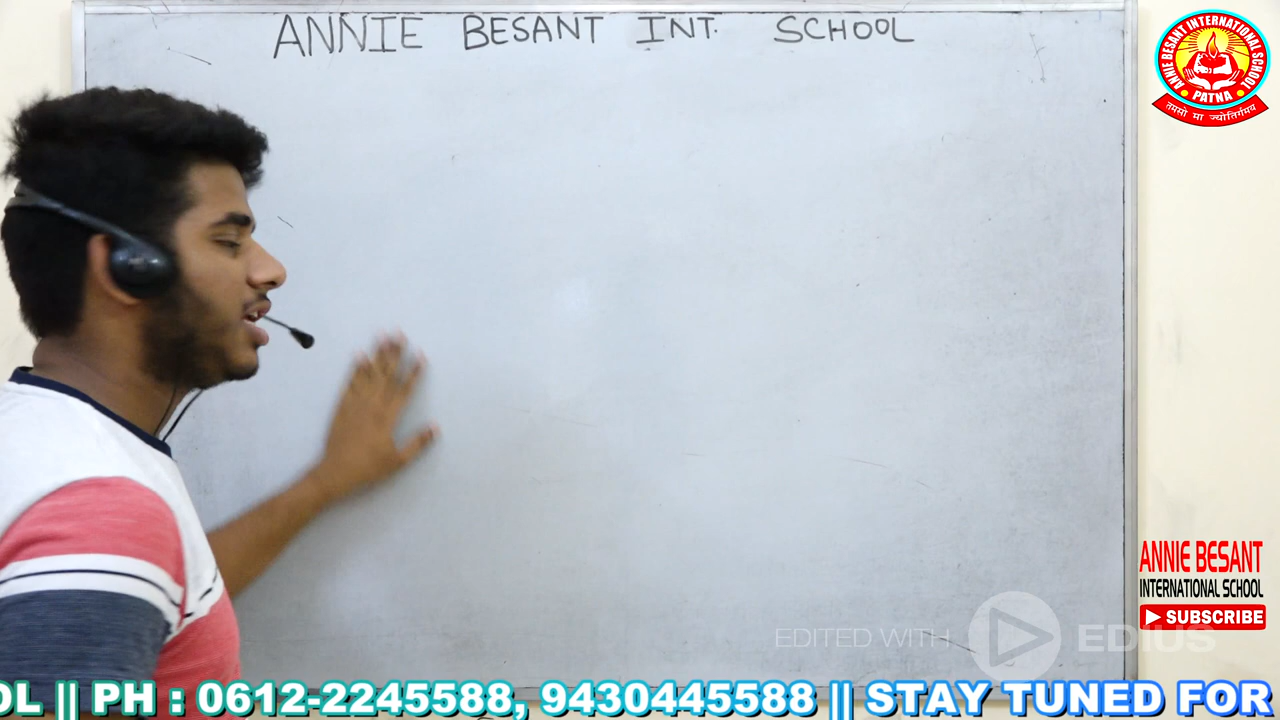 ANNIE BESANT INT. SCHOOL
ANNIE BESANT INTERNATIONAL SCHOOL
PATNA
तमसो मा ज्योतिर्गमय
ANNIE BESANT
INTERNATIONAL SCHOOL
SUBSCRIBE
EDITED WITH EDIUS
OL || PH : 0612-2245588, 9430445588 || STAY TUNED FOR